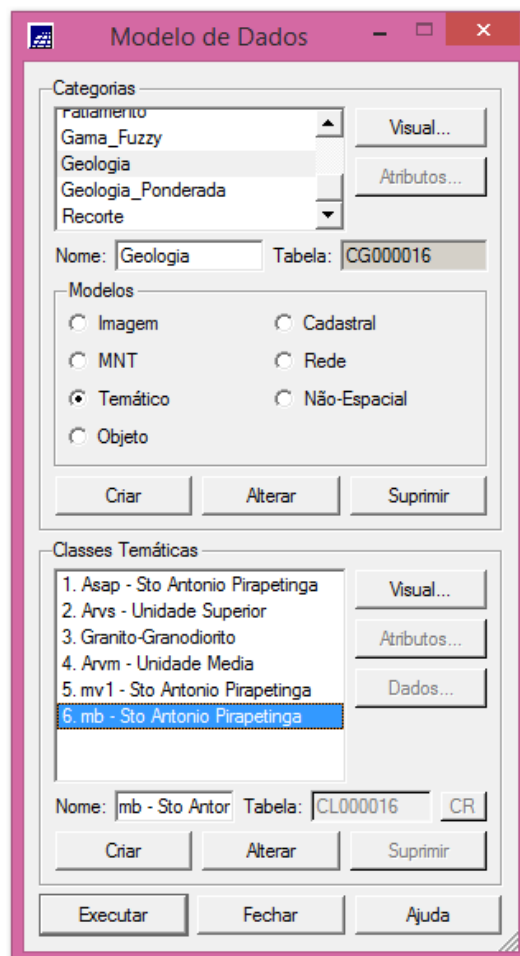 Modelo de Dados
Categorias
Fatiamento
Gama_Fuzzy
Geologia
Geologia_Ponderada
Recorte
Visual...
Atributos...
Nome: Geologia Tabela: CG000016
Modelos
Imagem Cadastral
MNT Rede
Temático Não-Espacial
Objeto
Criar Alterar Suprimir
Classes Temáticas
1. Asap - Sto Antonio Pirapetinga
2. Arvs - Unidade Superior
3. Granito-Granodiorito
4. Arvm - Unidade Media
5. mv1 - Sto Antonio Pirapetinga
6. mb - Sto Antonio Pirapetinga
Visual...
Atributos...
Dados...
Nome: mb - Sto Antor Tabela: CL000016 CR
Criar Alterar Suprimir
Executar Fechar Ajuda